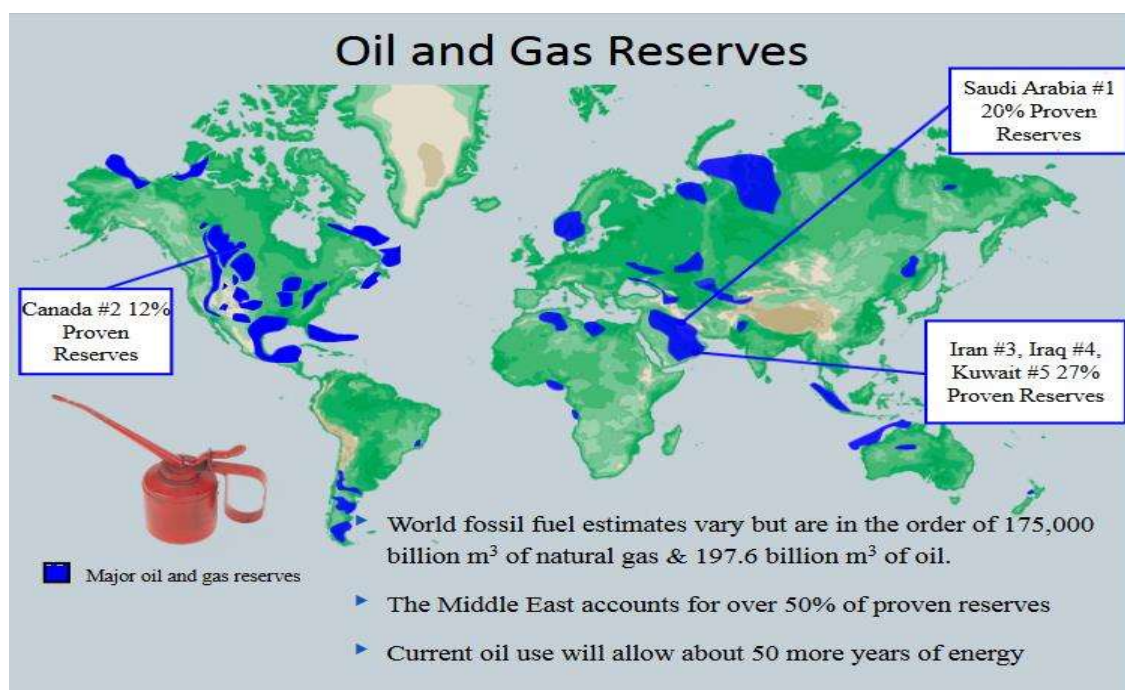 Oil and Gas Reserves
Saudi Arabia #1
20% Proven
Reserves
Canada #2 12%
Proven
Reserves
Iran #3, Iraq #4,
Kuwait #5 27%
Proven Reserves
World fossil fuel estimates vary but are in the order of 175,000
billion m³ of natural gas & 197.6 billion m³ of oil.
Major oil and gas reserves
The Middle East accounts for over 50% of proven reserves
Current oil use will allow about 50 more years of energy